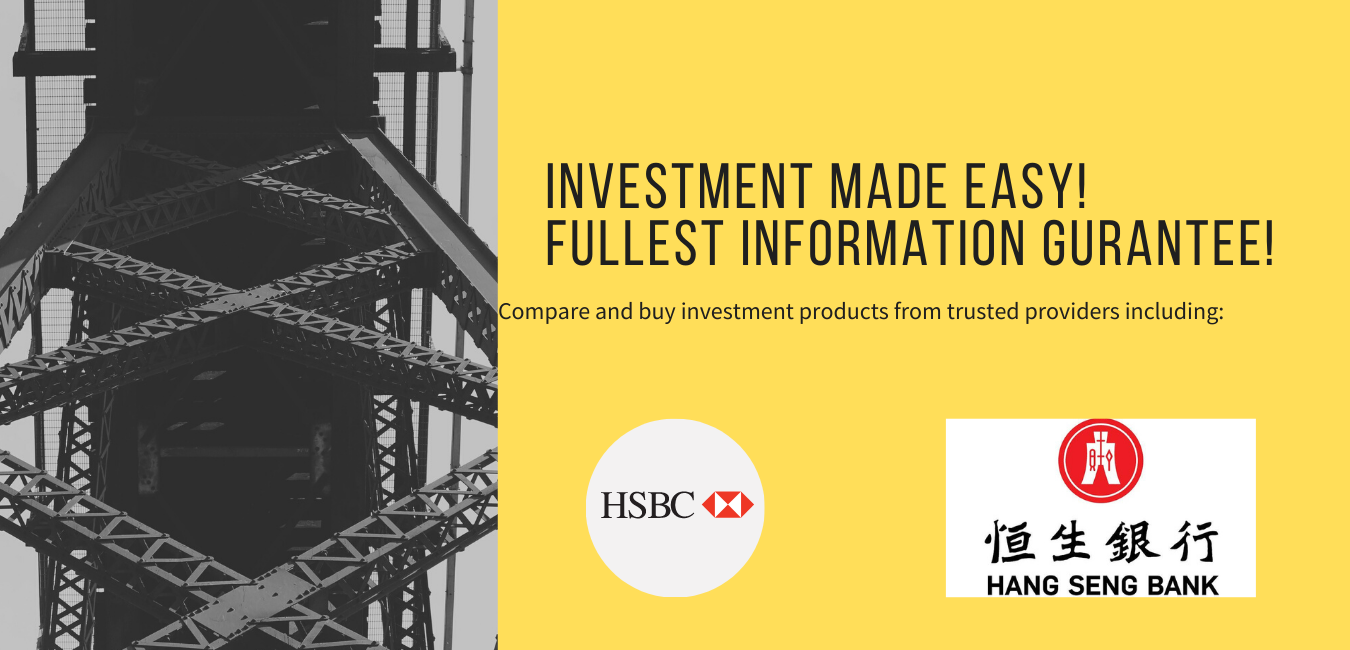 INVESTMENT MADE EASY!
FULLEST INFORMATION GURANTEE!
Compare and buy investment products from trusted providers including:
HSBC
恒生銀行
HANG SENG BANK